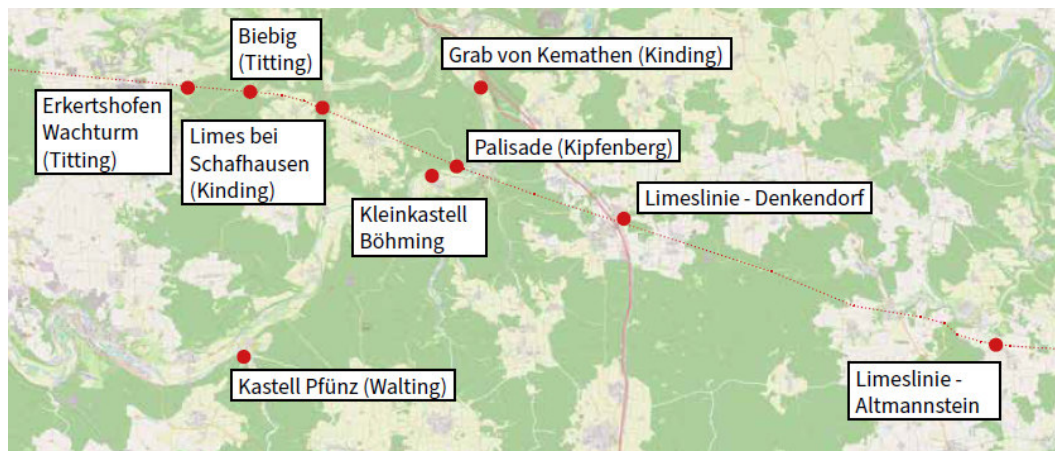 Biebig
(Titting)
Grab von Kemathen (Kinding)
Erkertshofen
Wachturm
(Titting)
Limes bei
Schafhausen
(Kinding)
Palisade (Kipfenberg)
Kleinkastell
Böhming
Limeslinie - Denkendorf
Kastell Pfünz (Walting)
Limeslinie -
Altmannstein